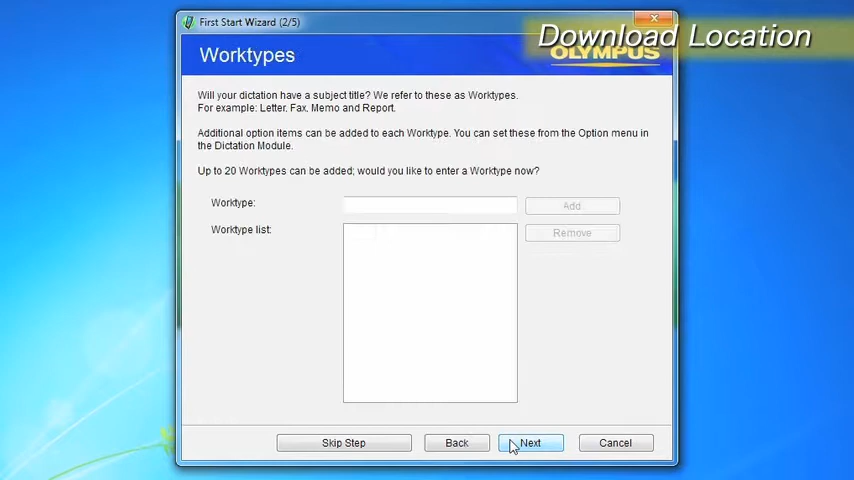 First Start Wizard (2/5)
Download Location
Worktypes
OLYMPUS
Will your dictation have a subject title? We refer to these as Worktypes.
For example: Letter, Fax, Memo and Report.
Additional option items can be added to each Worktype. You can set these from the Option menu in
the Dictation Module.
Up to 20 Worktypes can be added; would you like to enter a Worktype now?
Worktype:
Add
Worktype list:
Remove
Skip Step
Back
Next
Cancel